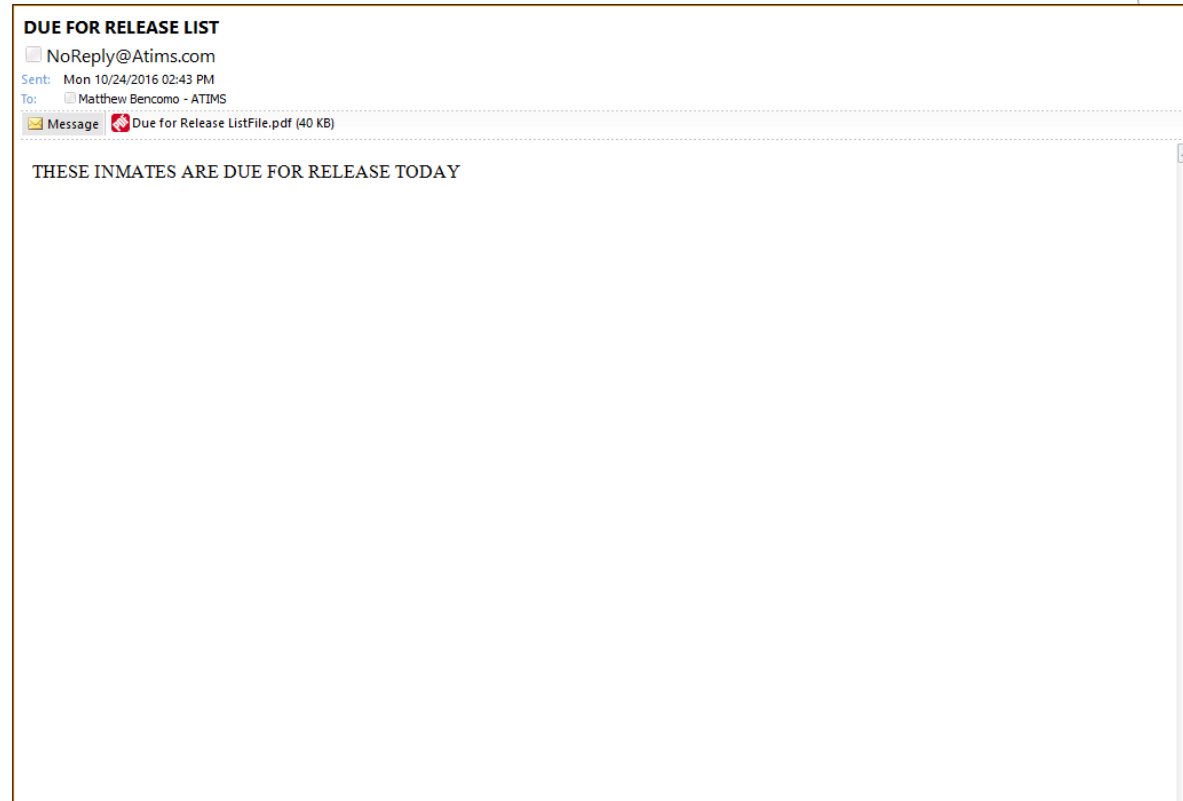 DUE FOR RELEASE LIST
NoReply@Atims.com
Sent: Mon 10/24/2016 02:43 PM
To: Matthew Bencomo - ATIMS
Message Due for Release ListFile.pdf (40 KB)
THESE INMATES ARE DUE FOR RELEASE TODAY